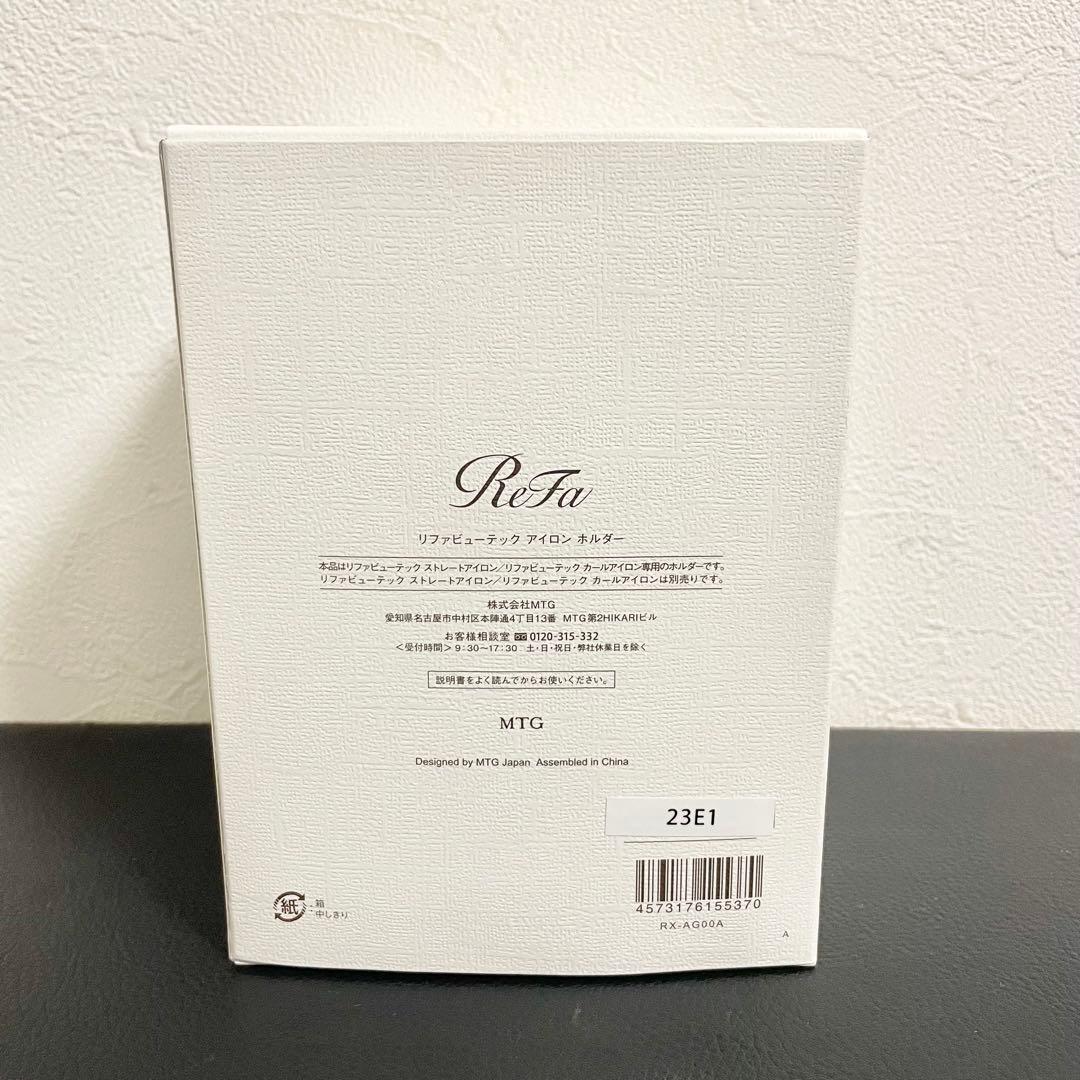 ReFa
リファビューテック アイロン ホルダー
本品はリファビューテック ストレートアイロン／リファビューテック カールアイロン専用のホルダーです。
リファビューテック ストレートアイロン／リファビューテック カールアイロンは別売りです。
株式会社MTG
愛知県名古屋市中村区本陣通4丁目13番 MTG第2HIKARIビル
お客様相談室 0120-315-332
＜受付時間＞9：30〜17：30 土・日・祝日・弊社休業日を除く
説明書をよく読んでからお使いください。
MTG
Designed by MTG Japan Assembled in China
23E1
紙
箱
中しきり
4573176155370
RX-AG00A
A